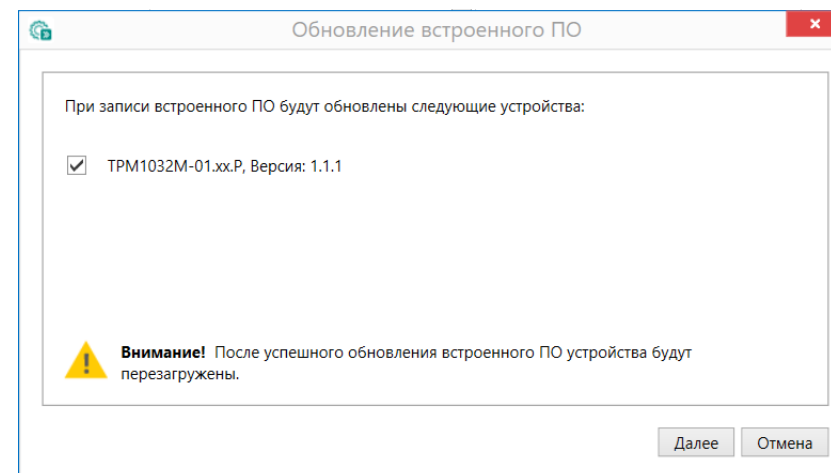 Обновление встроенного ПО
При записи встроенного ПО будут обновлены следующие устройства:
ТРМ1032М-01.хх.Р, Версия: 1.1.1
Внимание! После успешного обновления встроенного ПО устройства будут
перезагружены.
Далее Отмена